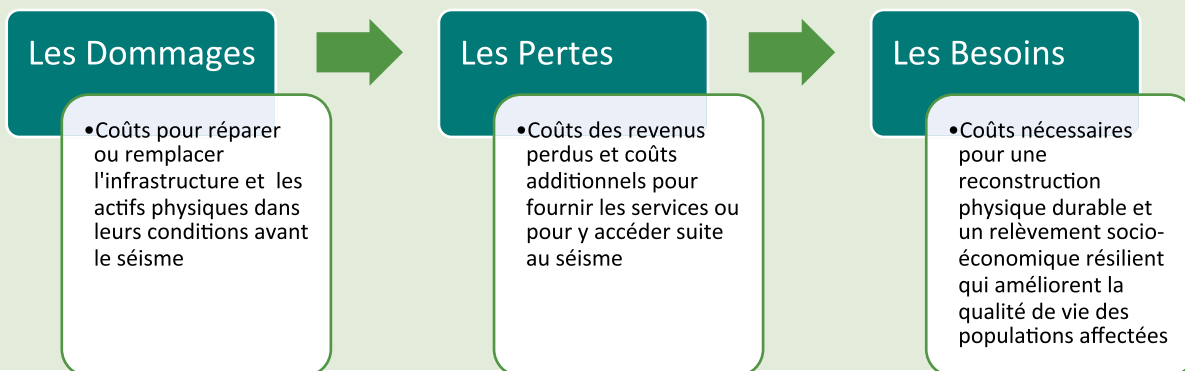 Les Dommages
•Coûts pour réparer
ou remplacer
l'infrastructure et les
actifs physiques dans
leurs conditions avant
le séisme
Les Pertes
•Coûts des revenus
perdus et coûts
additionnels pour
fournir les services ou
pour y accéder suite
au séisme
Les Besoins
•Coûts nécessaires
pour une
reconstruction
physique durable et
un relèvement socio-
économique résilient
qui améliorent la
qualité de vie des
populations affectées